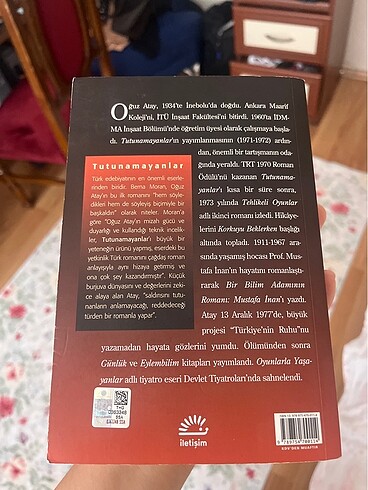 Oğuz Atay, 1934'te İnebolu'da doğdu. Ankara Maarif
Koleji'ni, İTÜ İnşaat Fakültesi'ni bitirdi. 1960'ta İDM-
MA İnşaat Bölümü'nde öğretim üyesi olarak çalışmaya başla-
dı. Tutunamayanlar'ın yayımlanmasının (1971-1972) ardın-
dan, önemli bir tartışmanın oda-
ğında yeraldı. TRT 1970 Roman
Ödülü'nü kazanan Tutunama-
yanlar'ı kısa bir süre sonra,
1973 yılında Tehlikeli Oyunlar
adlı ikinci romanı izledi. Hikâye-
lerini Korkuyu Beklerken başlığı
altında topladı. 1911-1967 ara-
sında yaşamış hocası Prof. Mustafa
İnan'ın hayatını romanlaştı-
rarak Bir Bilim Adamının
Romanı: Mustafa İnan'ı yazdı.
Atay 13 Aralık 1977'de, büyük
projesi "Türkiye'nin Ruhu"nu
yazamadan hayata gözlerini yumdu. Ölümünden sonra
Günlük ve Eylembilim kitapları yayımlandı. Oyunlarla Yaşa-
yanlar adlı tiyatro eseri Devlet Tiyatroları'nda sahnelendi.
Tutunamayanlar
Türk edebiyatının en önemli eserle-
rinden biridir. Berna Moran, Oğuz
Atay'ın bu ilk romanını "hem söyle-
dikleri hem de söyleyiş biçimiyle bir
başkaldırı" olarak niteler. Moran'a
göre "Oğuz Atay'ın mizah gücü ve
duyarlığı ve kullandığı teknik incelik-
ler, Tutunamayanlar'ı büyük bir
yeteneğin ürünü yapmış, eserdeki bu
yetkinlik Türk romanını çağdaş roman
anlayışıyla aynı hizaya getirmiş ve
ona çok şey kazandırmıştır." Küçük
burjuva dünyasını ve değerlerini zekice
alaya alan Atay, "saldırısını tutu-
nanların anlamayacağı, reddedeceği
türden bir romanla yapar".
iletişim
9789754700114